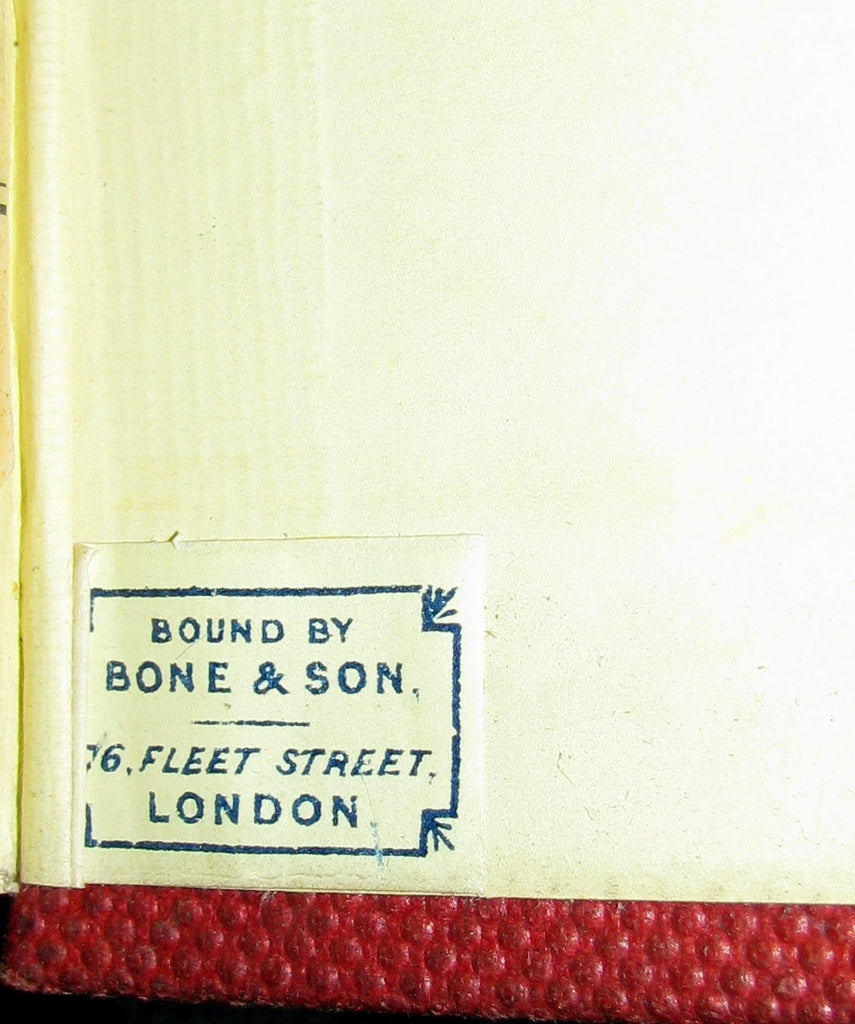 BOUND BY
BONE & SON,
76, FLEET STREET,
LONDON